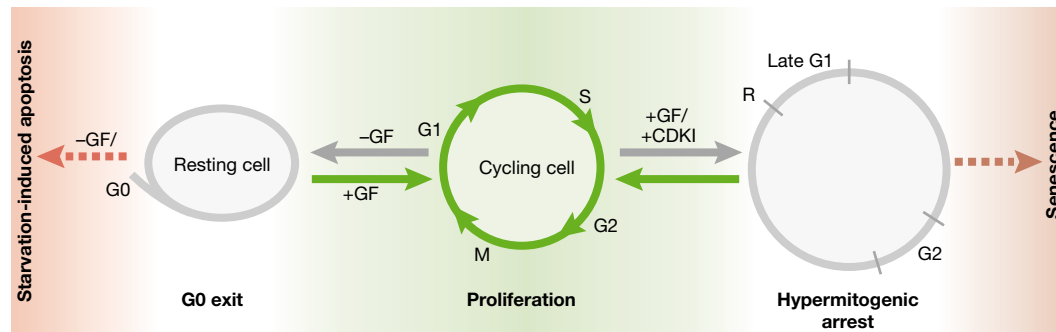 Starvation-induced apoptosis
–GF/
G0
Resting cell
G0 exit
–GF
+GF
G1
S
Cycling cell
G2
M
Proliferation
+GF/
+CDKI
Late G1
R
G2
Hypermitogenic
arrest
Senescence